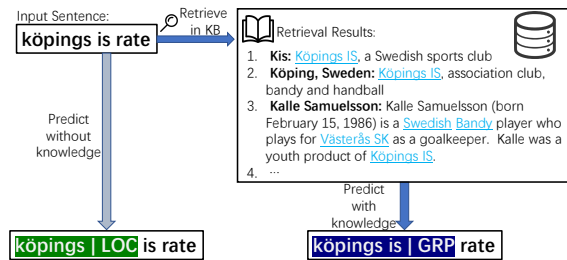 Input Sentence:
köpings is rate
Retrieve
in KB
Retrieval Results:
1. Kis: Köpings IS, a Swedish sports club
2. Köping, Sweden: Köpings IS, association club,
bandy and handball
3. Kalle Samuelsson: Kalle Samuelsson (born
February 15, 1986) is a Swedish Bandy player who
plays for Västerås SK as a goalkeeper. Kalle was a
youth product of Köpings IS.
4. ...
Predict
without
knowledge
Predict
with
knowledge
köpings | LOC is rate
köpings is | GRP rate